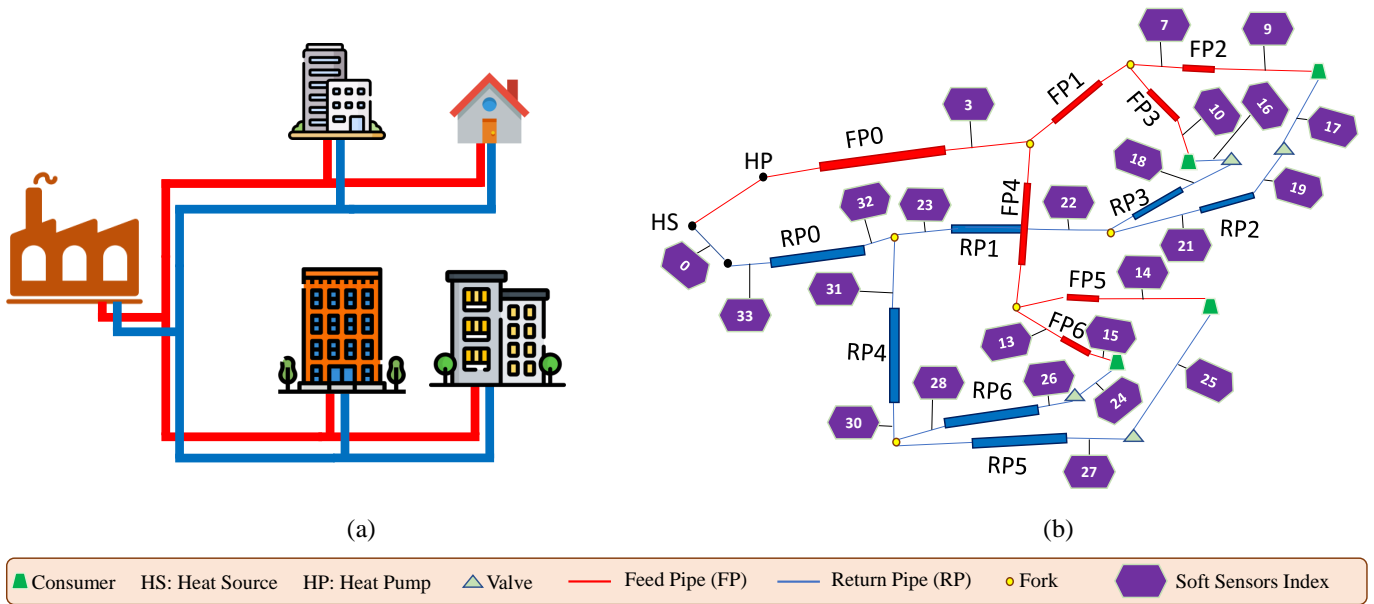 7
9
FP2
FP1
3
FP3
10
16
17
FP0
18
HP
RP3
19
HS
32
23
FP4
22
RP2
RP0
RP1
21
0
33
31
14
FP5
FP6
15
13
RP4
28
26
24
25
RP6
30
RP5
27
(a)
(b)
Consumer HS: Heat Source HP: Heat Pump Valve Feed Pipe (FP) Return Pipe (RP) Fork Soft Sensors Index